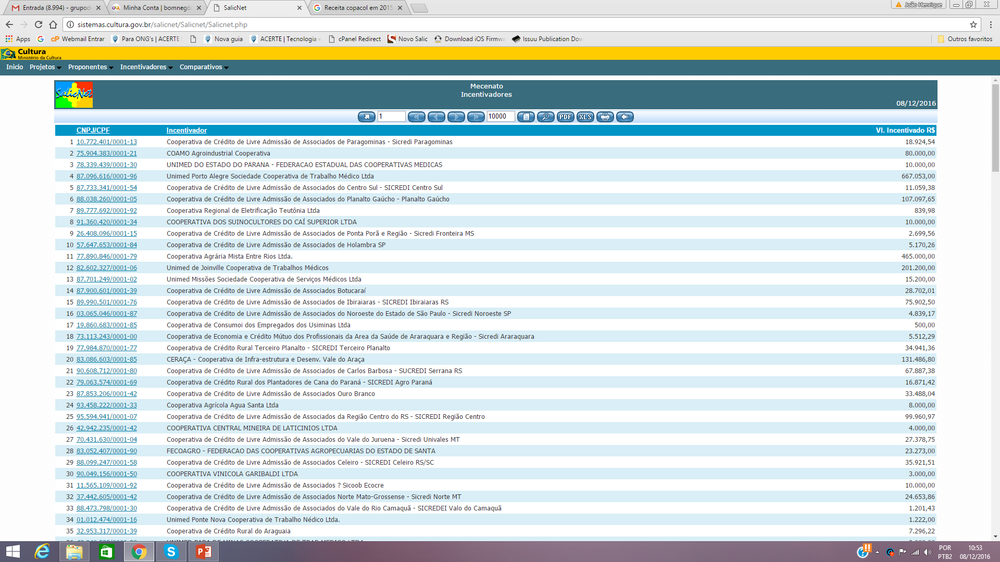 Entrada (8.994) - grupod
Minha Conta | bomnegóc
SalicNet
Receita copacol em 2015
João Henrique
sistemas.cultura.gov.br/salicnet/Salicnet/Salicnet.php
Apps
Webmail Entrar
Para ONG's | ACERTE
Nova guia
ACERTE | Tecnologia
cPanel Redirect
Novo Salic
Download iOS Firmwa
Issuu Publication Dow
Outros favoritos
Cultura
Ministério da Cultura
Inicio Projetos Proponentes Incentivadores Comparativos
SalicNet
Mecenato
Incentivadores
08/12/2016
1 10000 PDF XLS
CNPJ/CPF Incentivador Vl. Incentivado R$
1 10.772.401/0001-13 Cooperativa de Crédito de Livre Admissão de Associados de Paragominas - Sicredi Paragominas 18.924,54
2 75.904.383/0001-21 COAMO Agroindustrial Cooperativa 80.000,00
3 78.339.439/0001-30 UNIMED DO ESTADO DO PARANA - FEDERACAO ESTADUAL DAS COOPERATIVAS MEDICAS 10.000,00
4 87.096.616/0001-96 Unimed Porto Alegre Sociedade Cooperativa de Trabalho Médico Ltda 667.053,00
5 87.733.341/0001-54 Cooperativa de Crédito de Livre Admissão de Associados do Centro Sul - SICREDI Centro Sul 11.059,38
6 88.038.260/0001-05 Cooperativa de Crédito de Livre Admissão de Associados do Planalto Gaúcho - Planalto Gaúcho 107.097,65
7 89.777.692/0001-92 Cooperativa Regional de Eletrificação Teutônia Ltda 839,98
8 91.360.420/0001-34 COOPERATIVA DOS SUINOCULTORES DO CAÍ SUPERIOR LTDA 10.000,00
9 26.408.096/0001-15 Cooperativa de Crédito de Livre Admissão de Associados de Ponta Porã e Região - Sicredi Fronteira MS 2.699,56
10 57.647.653/0001-84 Cooperativa de Crédito de Livre Admissão de Associados de Holambra SP 5.170,26
11 77.890.846/0001-79 Cooperativa Agrária Mista Entre Rios Ltda. 465.000,00
12 82.602.327/0001-06 Unimed de Joinville Cooperativa de Trabalhos Médicos 201.200,00
13 87.701.249/0001-02 Unimed Missões Sociedade Cooperativa de Serviços Médicos Ltda 15.200,00
14 87.900.601/0001-39 Cooperativa de Crédito de Livre Admissão de Associados Botucaraí 28.702,01
15 89.990.501/0001-76 Cooperativa de Crédito de Livre Admissão de Associados de Ibiraiaras - SICREDI Ibiraiaras RS 75.902,50
16 03.065.046/0001-87 Cooperativa de Crédito de Livre Admissão de Associados do Noroeste do Estado de São Paulo - Sicredi Noroeste SP 4.839,17
17 19.860.683/0001-85 Cooperativa de Consumoi dos Empregados dos Usiminas Ltda 500,00
18 73.113.243/0001-00 Cooperativa de Economia e Crédito Mútuo dos Profissionais da Area da Saúde de Araraquara e Região - Sicredi Araraquara 5.512,29
19 77.984.870/0001-77 Cooperativa de Crédito Rural Terceiro Planalto - SICREDI Terceiro Planalto 34.941,36
20 83.086.603/0001-85 CERAÇA - Cooperativa de Infra-estrutura e Desenv. Vale do Araça 131.486,80
21 90.608.712/0001-80 Cooperativa de Crédito de Livre Admissão de Associados de Carlos Barbosa - SUCREDI Serrana RS 67.887,38
22 79.063.574/0001-69 Cooperativa de Crédito Rural dos Plantadores de Cana do Paraná - SICREDI Agro Paraná 16.871,42
23 87.853.206/0001-42 Cooperativa de Crédito de Livre Admissão de Associados Ouro Branco 33.488,04
24 93.458.222/0001-33 Cooperativa Agrícola Agua Santa Ltda 8.000,00
25 95.594.941/0001-07 Cooperativa de Crédito de Livre Admissão de Associados da Região Centro do RS - SICREDI Região Centro 99.960,97
26 42.942.235/0001-42 COOPERATIVA CENTRAL MINEIRA DE LATICINIOS LTDA 4.000,00
27 70.431.630/0001-04 Cooperativa de Crédito de Livre Admissão de Associados do Vale do Juruena - Sicredi Univales MT 27.378,75
28 83.052.407/0001-90 FECOAGRO - FEDERACAO DAS COOPERATIVAS AGROPECUARIAS DO ESTADO DE SANTA 23.273,00
29 88.099.247/0001-58 Cooperativa de Crédito de Livre Admissão de Associados Celeiro - SICREDI Celeiro RS/SC 35.921,51
30 90.049.156/0001-50 COOPERATIVA VINICOLA GARIBALDI LTDA 3.000,00
31 11.565.109/0001-92 Cooperativa de Crédito de Livre Admissão de Associados ? Sicoob Ecocre 10.000,00
32 37.442.605/0001-42 Cooperativa de Crédito de Livre Admissão de Associados Norte Mato-Grossense - Sicredi Norte MT 24.653,86
33 88.473.798/0001-30 Cooperativa de Crédito de Livre Admissão de Associados do Vale do Rio Camaquã - SICREDEI Valo do Camaquã 1.201,43
34 01.012.474/0001-16 Unimed Ponte Nova Cooperativa de Trabalho Nédico Ltda. 1.222,00
35 32.953.317/0001-39 Cooperativa de Crédito Rural do Araguaia 7.296,22
POR 10:53
PTB2 08/12/2016